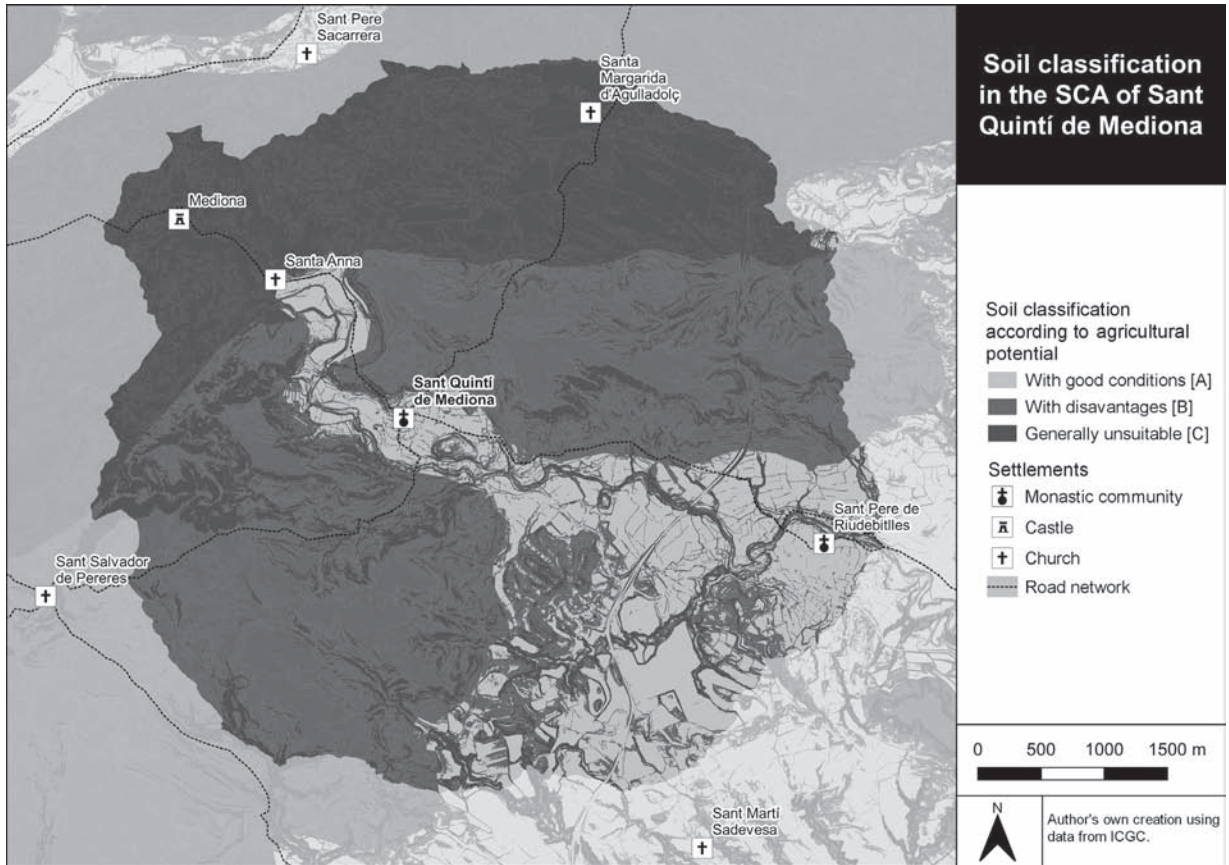 Sant Pere
Sacarrera
Santa
Margarida
d'Agulladolç
Mediona
Santa Anna
Sant Quintí
de Mediona
Sant Pere de
Riudebitlles
Sant Salvador
de Pereres
Sant Martí
Sadevesa
Soil classification
in the SCA of Sant
Quintí de Mediona
Soil classification
according to agricultural
potential
With good conditions [A]
With disavantages [B]
Generally unsuitable [C]
Settlements
Monastic community
Castle
Church
Road network
0 500 1000 1500 m
N
Author's own creation using
data from ICGC.